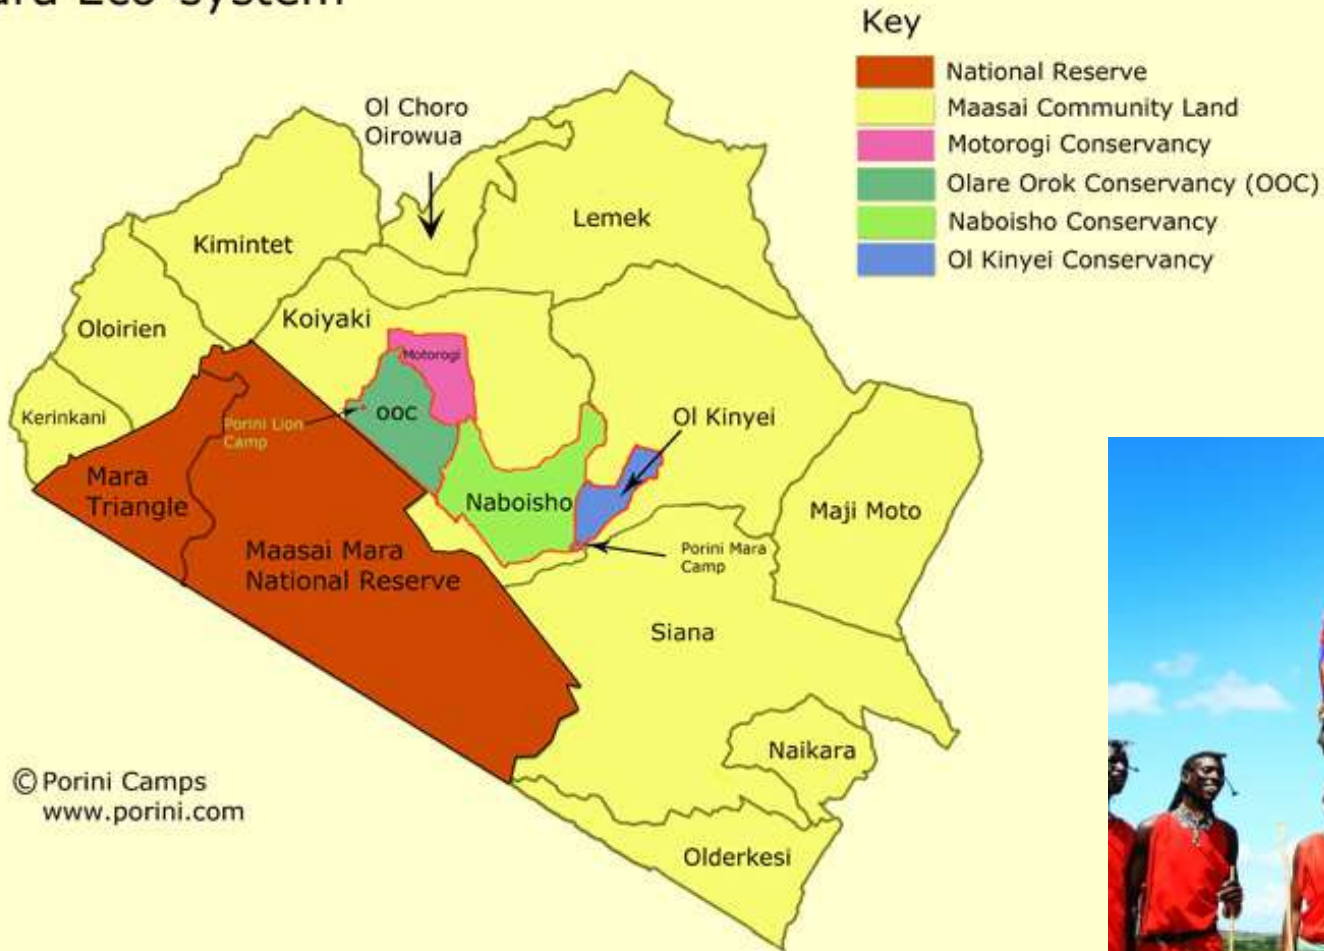 Eco-system
Key
National Reserve
Maasai Community Land
Motorogi Conservancy
Olare Orok Conservancy (OOC)
Naboisho Conservancy
Ol Kinyei Conservancy
Ol Choro
Oirowua
Lemek
Kimintet
Koiyaki
Oloirien
Motorogi
Kerinkani
Porini Lion
Camp
OOC
Ol Kinyei
Mara
Triangle
Naboisho
Maji Moto
Maasai Mara
National Reserve
Porini Mara
Camp
Siana
Naikara
© Porini Camps
www.porini.com
Olderkesi